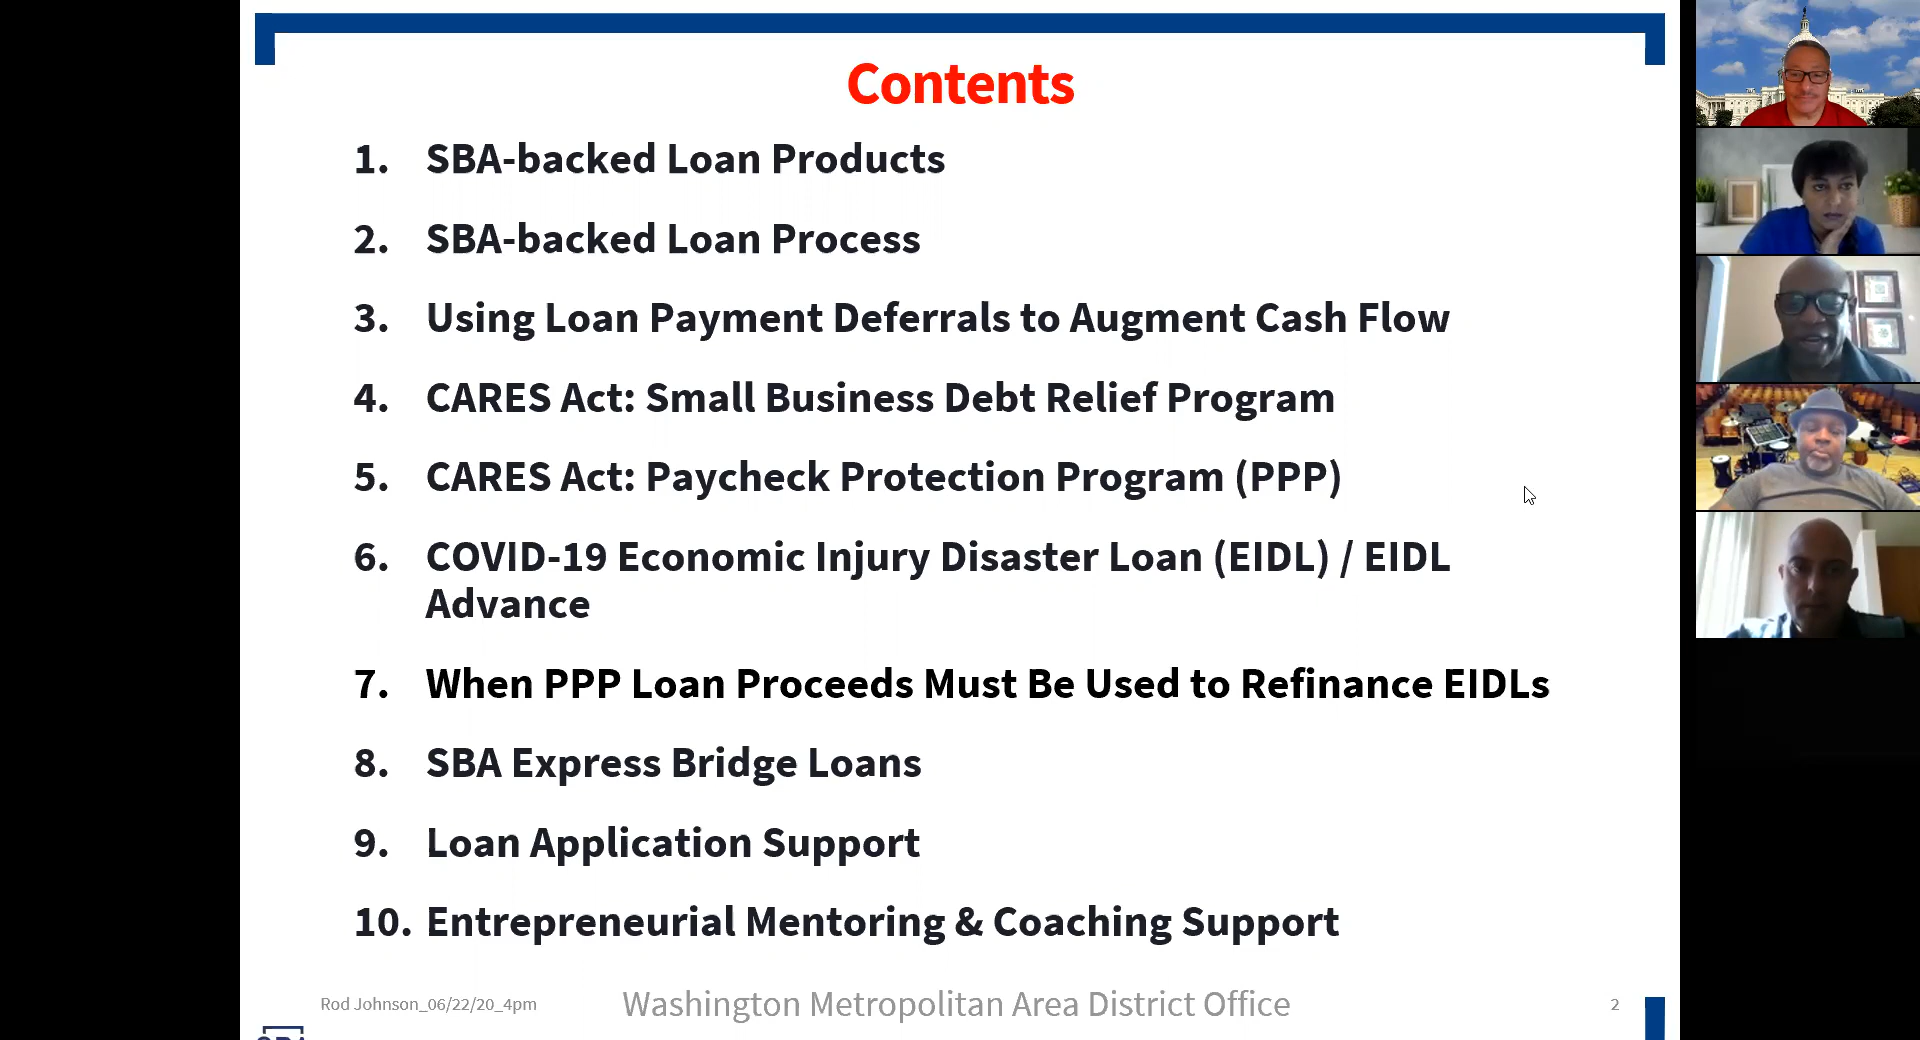 Contents
1. SBA-backed Loan Products
2. SBA-backed Loan Process
3. Using Loan Payment Deferrals to Augment Cash Flow
4. CARES Act: Small Business Debt Relief Program
5. CARES Act: Paycheck Protection Program (PPP)
6. COVID-19 Economic Injury Disaster Loan (EIDL) / EIDL
Advance
7. When PPP Loan Proceeds Must Be Used to Refinance EIDLs
8. SBA Express Bridge Loans
9. Loan Application Support
10. Entrepreneurial Mentoring & Coaching Support
Rod Johnson_06/22/20_4pm
Washington Metropolitan Area District Office
2